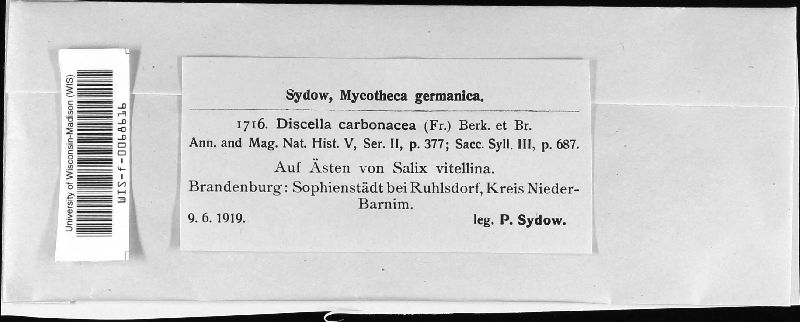 University of Wisconsin-Madison (WIS)
WIS-f-0068616
Sydow, Mycotheca germanica.
1716. Discella carbonacea (Fr.) Berk. et Br.
Ann. and Mag. Nat. Hist. V, Ser. II, p. 377; Sacc. Syll. III, p. 687.
Auf Ästen von Salix vitellina.
Brandenburg: Sophienstädt bei Ruhlsdorf, Kreis Nieder-
Barnim.
9. 6. 1919. leg. P. Sydow.